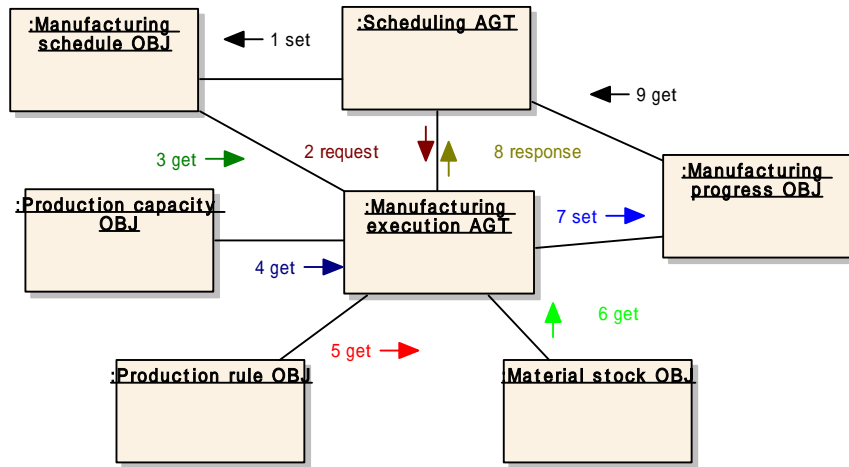 :Manufacturing
schedule OBJ
1 set
:Scheduling AGT
9 get
3 get
2 request
8 response
:Manufacturing
progress OBJ
:Production capacity
OBJ
:Manufacturing
execution AGT
7 set
4 get
6 get
5 get
:Production rule OBJ
:Material stock OBJ